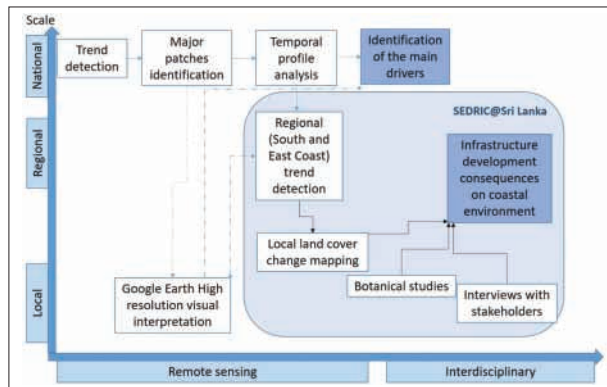 Scale
National
Regional
Local
Trend
detection
Major
patches
identification
Temporal
profile
analysis
Identification
of the main
drivers
SEDRIC@Sri Lanka
Regional
(South and
East Coast)
trend
detection
Infrastructure
development
consequences
on coastal
environment
Local land cover
change mapping
Google Earth High
resolution visual
interpretation
Botanical studies
Interviews with
stakeholders
Remote sensing
Interdisciplinary